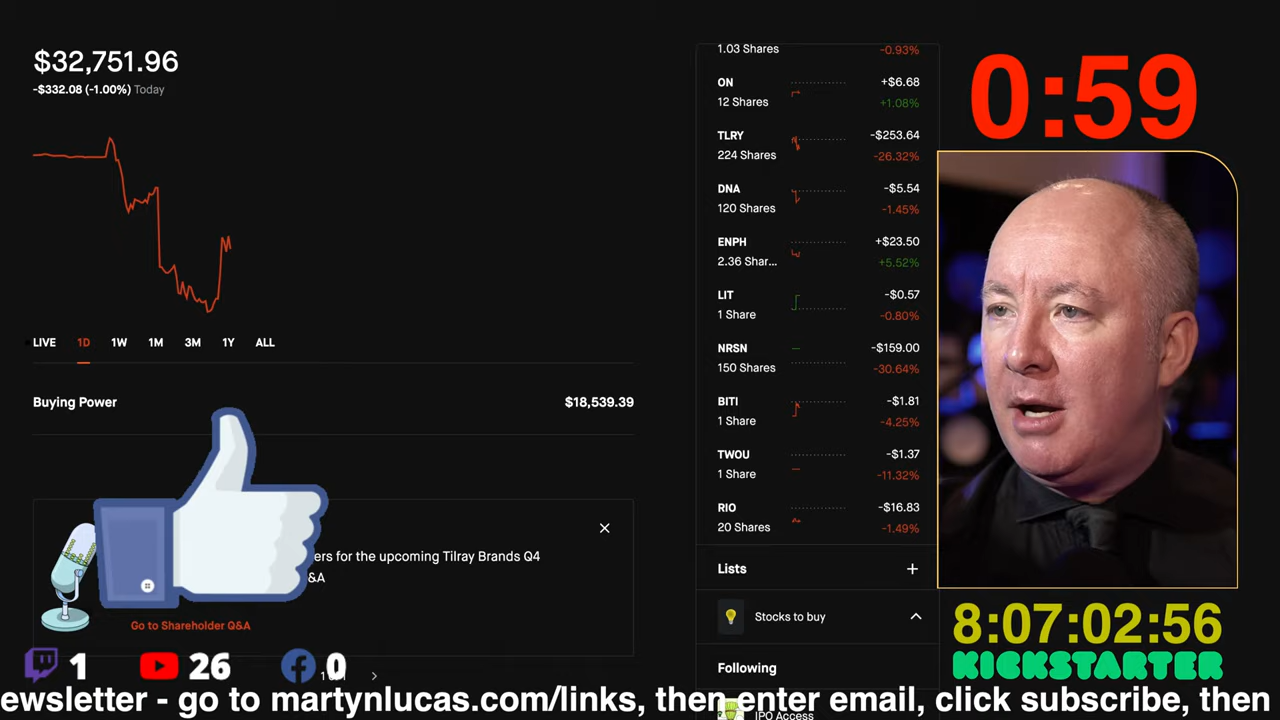 $32,751.96
-$332.08 (-1.00%) Today
LIVE 1D 1W 1M 3M 1Y ALL
Buying Power $18,539.39
ers for the upcoming Tilray Brands Q4
&A
Go to Shareholder Q&A
1.03 Shares -0.93%
ON +$6.68
12 Shares +1.08%
TLRY -$253.64
224 Shares -26.32%
DNA -$5.54
120 Shares -1.45%
ENPH +$23.50
2.36 Shar... +5.52%
LIT -$0.57
1 Share -0.80%
NRSN -$159.00
150 Shares -30.64%
BITI -$1.81
1 Share -4.25%
TWOU -$1.37
1 Share -11.32%
RIO -$16.83
20 Shares -1.49%
Lists +
Stocks to buy
Following
IPO Access
0:59
8:07:02:56
KICKSTARTER
1 26 0
ewsletter - go to martynlucas.com/links, then enter email, click subscribe, then